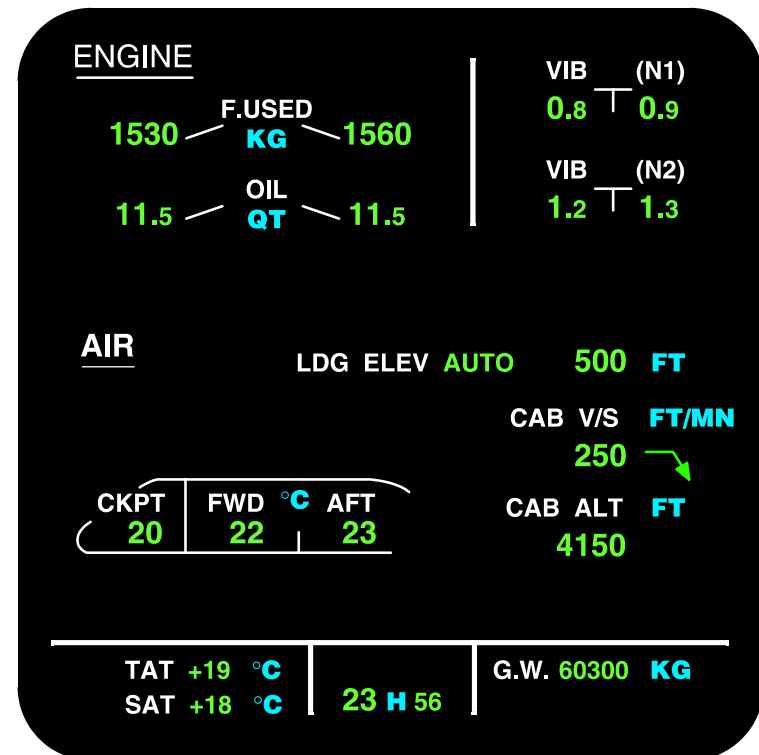 ENGINE
F.USED
1530 KG 1560
OIL
11.5 QT 11.5
VIB (N1)
0.8 0.9
VIB (N2)
1.2 1.3
AIR
LDG ELEV AUTO 500 FT
CAB V/S FT/MN
250
CAB ALT FT
4150
CKPT FWD °C AFT
20 22 23
TAT +19 °C
SAT +18 °C
23 H 56
G.W. 60300 KG